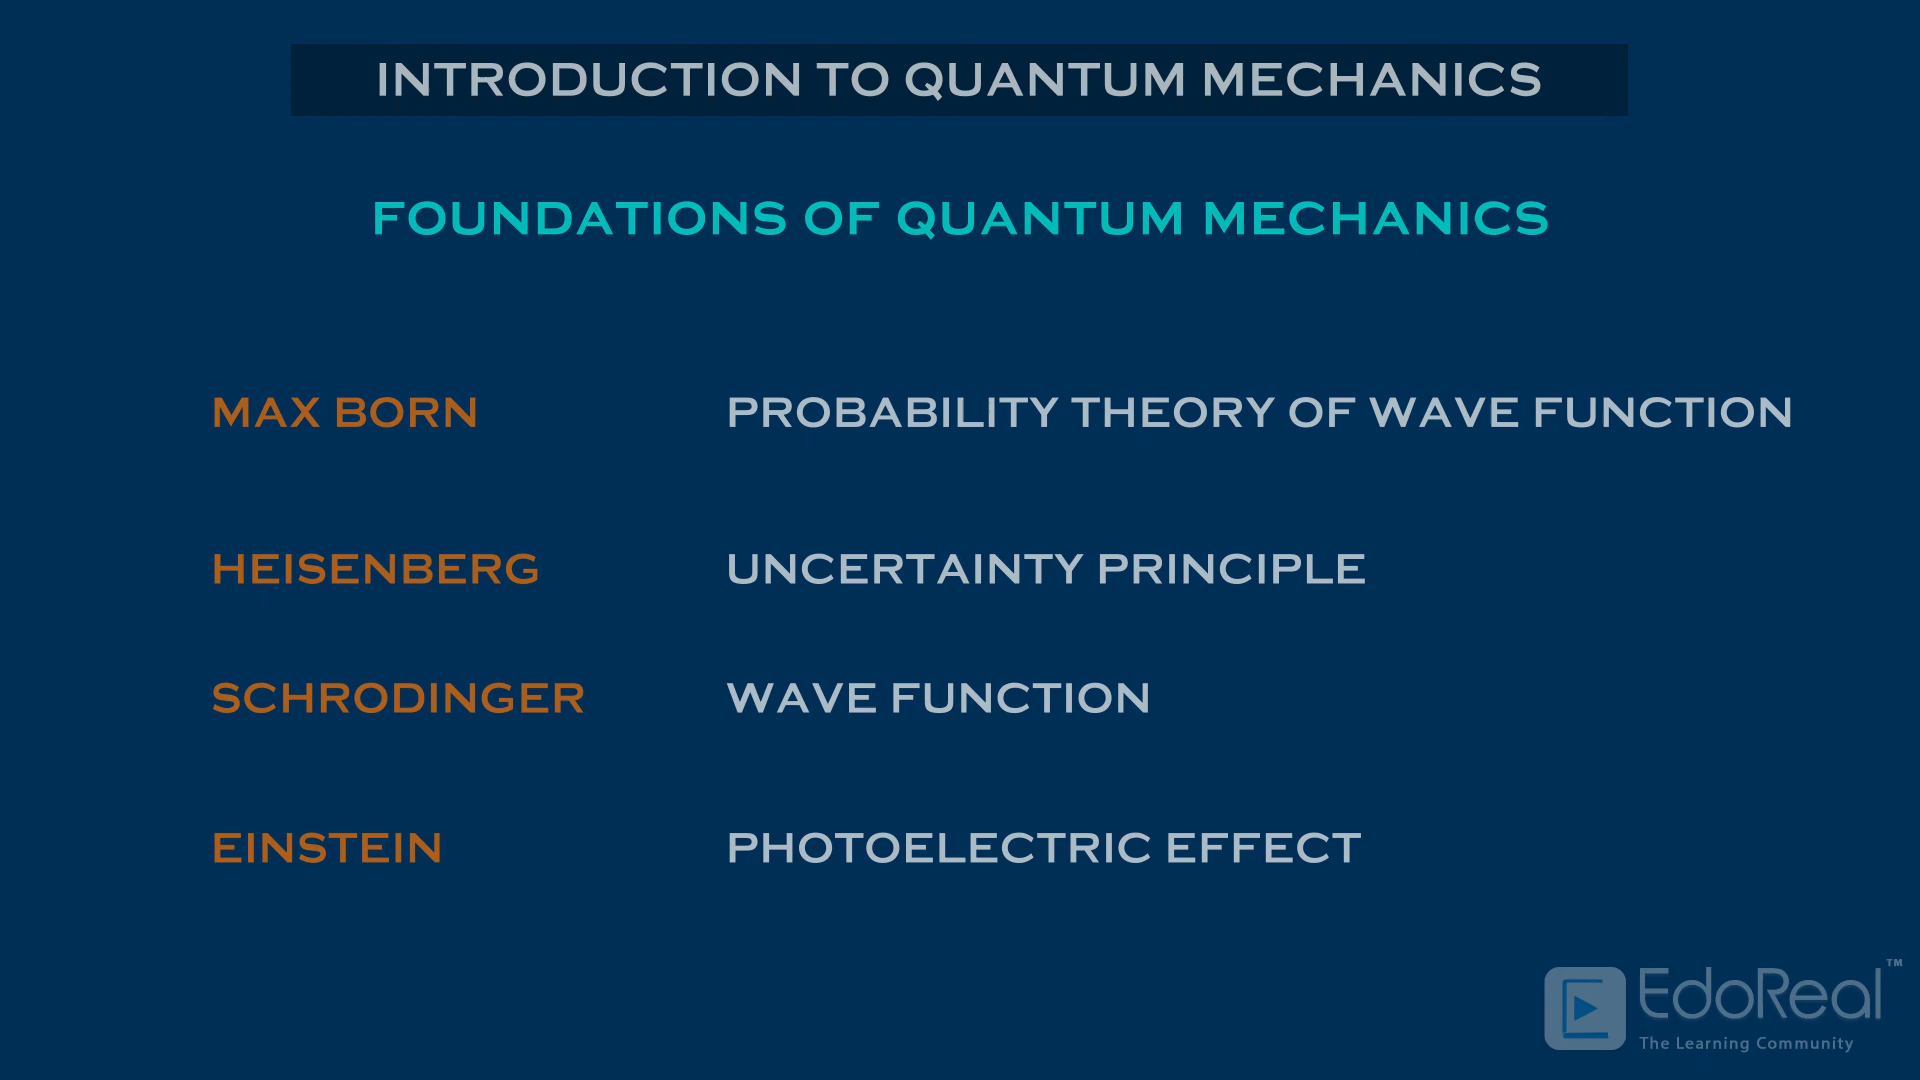 INTRODUCTION TO QUANTUM MECHANICS
FOUNDATIONS OF QUANTUM MECHANICS
MAX BORN PROBABILITY THEORY OF WAVE FUNCTION
HEISENBERG UNCERTAINTY PRINCIPLE
SCHRODINGER WAVE FUNCTION
EINSTEIN PHOTOELECTRIC EFFECT
EdoReal™
The Learning Community